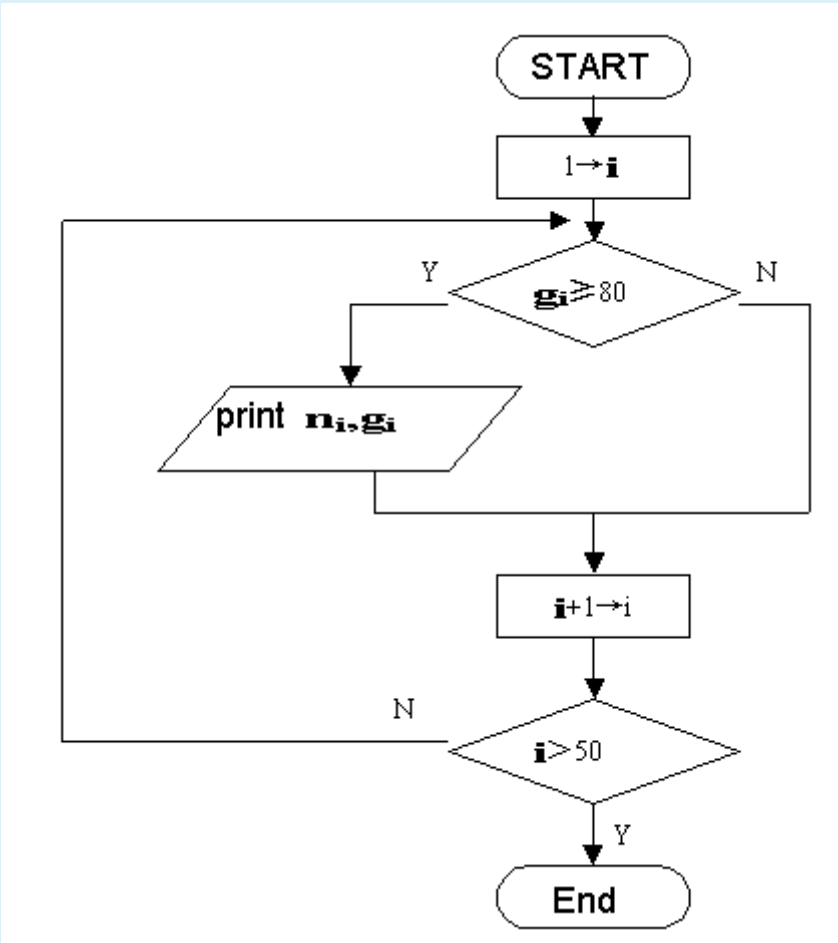 START
1→i
Y
N
gi≥80
print ni,gi
i+1→i
N
i>50
Y
End